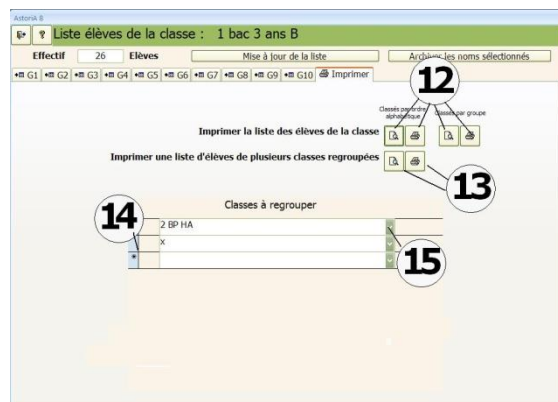 AstoriA 8
? Liste élèves de la classe : 1 bac 3 ans B
Effectif 26 Elèves Mise à jour de la liste Archiver les noms sélectionnés
G1 G2 G3 G4 G5 G6 G7 G8 G9 G10 Imprimer
12
Classés par ordre alphabétique Classés par groupe
Imprimer la liste des élèves de la classe
Imprimer une liste d'élèves de plusieurs classes regroupées
13
Classes à regrouper
14
2 BP HA
x
15
*